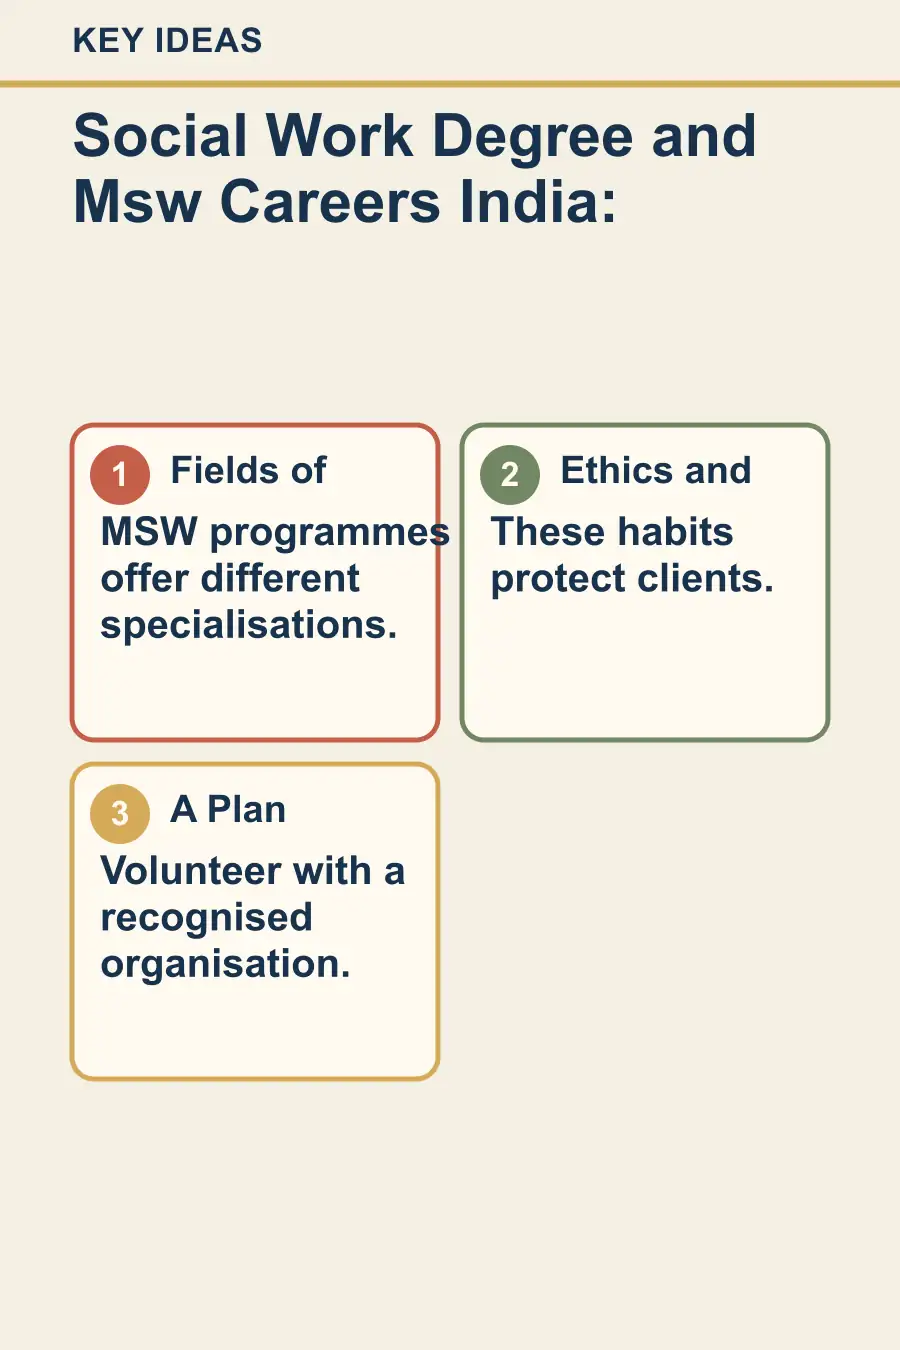 KEY IDEAS
Social Work Degree and
Msw Careers India:
1 Fields of
MSW programmes
offer different
specialisations.
2 Ethics and
These habits
protect clients.
3 A Plan
Volunteer with a
recognised
organisation.